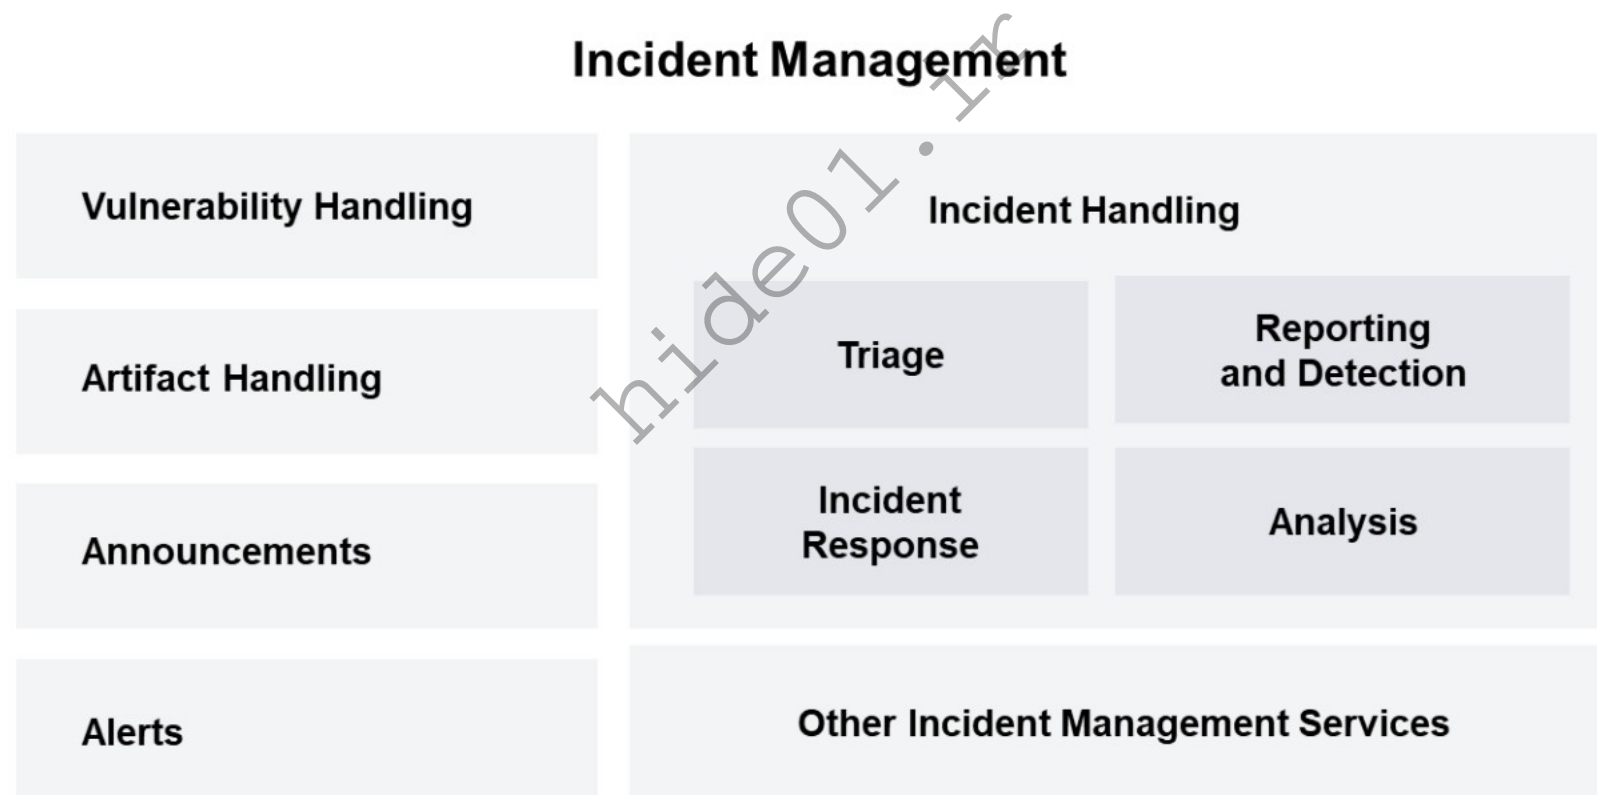 Incident Management
Vulnerability Handling
Artifact Handling
Announcements
Alerts
Incident Handling
Triage
Reporting
and Detection
Incident
Response
Analysis
Other Incident Management Services
hide01.ir